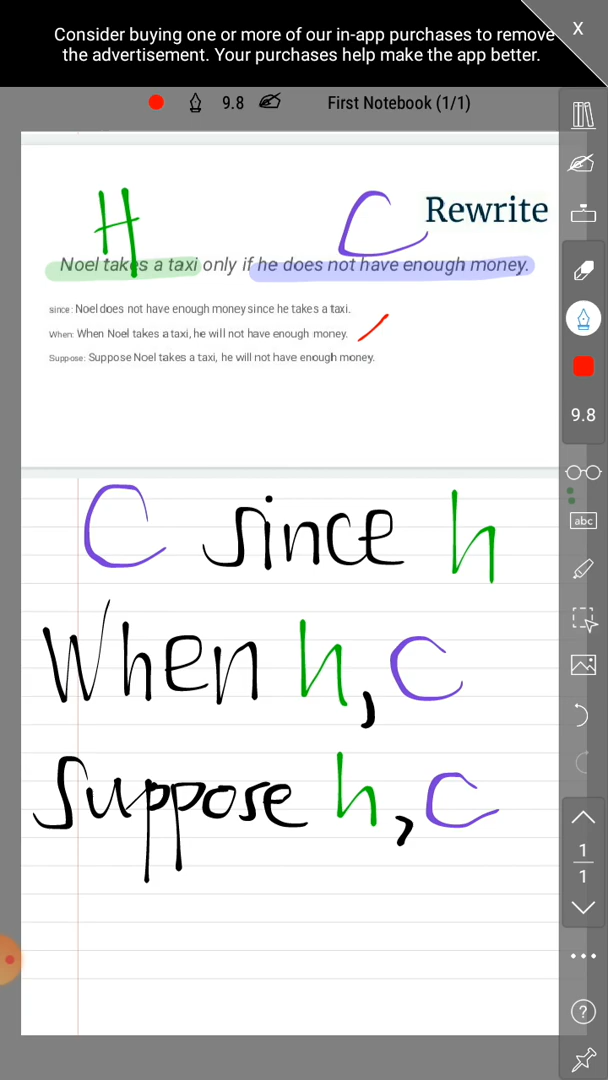 Consider buying one or more of our in-app purchases to remove
the advertisement. Your purchases help make the app better.
X
9.8
First Notebook (1/1)
H
C
Rewrite
Noel takes a taxi only if he does not have enough money.
since: Noel does not have enough money since he takes a taxi.
When: When Noel takes a taxi, he will not have enough money.
Suppose: Suppose Noel takes a taxi, he will not have enough money.
9.8
abc
C since h
When h, C
Suppose h, C
1
1
?